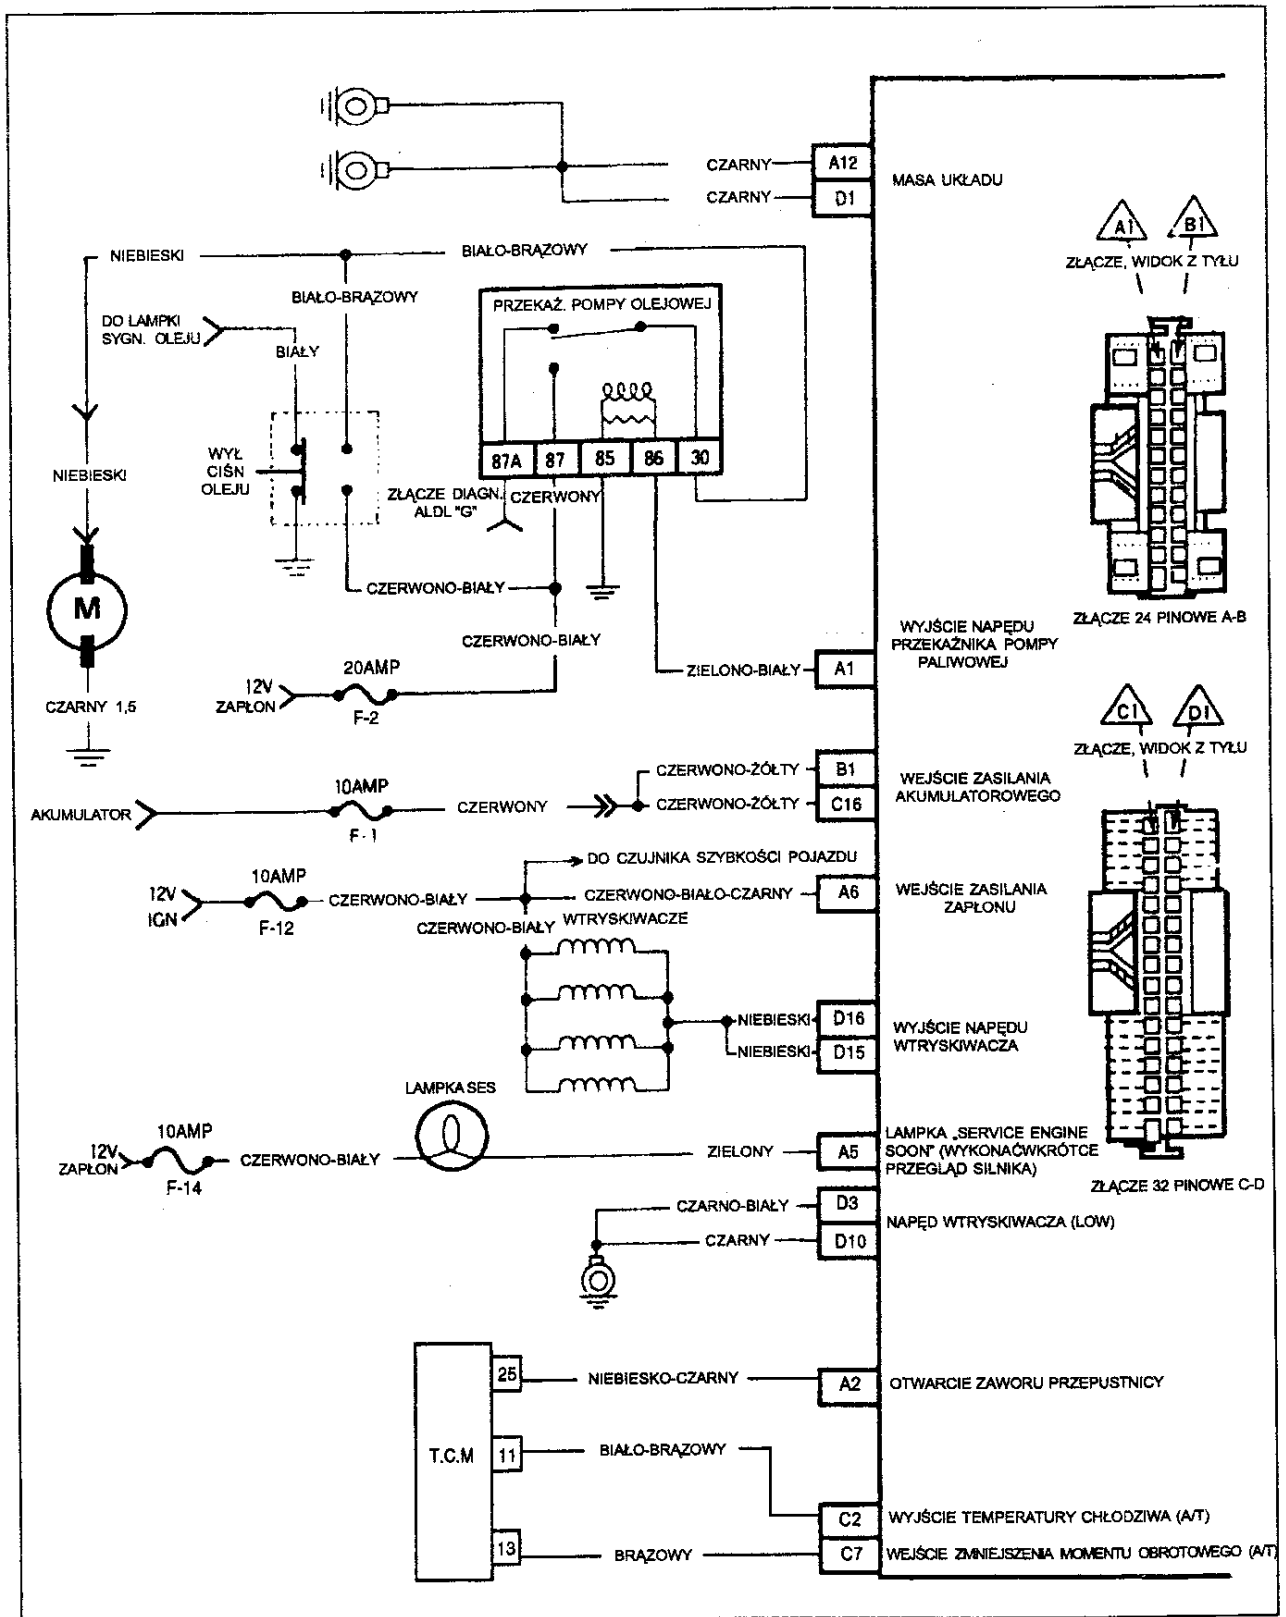 CZARNY
A12
CZARNY
D1
MASA UKŁADU
A1
B1
ZŁĄCZE, WIDOK Z TYŁU
NIEBIESKI
BIAŁO-BRĄZOWY
BIAŁO-BRĄZOWY
PRZEKAŹ. POMPY OLEJOWEJ
DO LAMPKI
SYGN. OLEJU
BIAŁY
WYŁ
CIŚN
OLEJU
87A
87
85
86
30
NIEBIESKI
ZŁĄCZE DIAGN.
ALDL "G"
CZERWONY
M
CZERWONO-BIAŁY
CZERWONO-BIAŁY
ZŁĄCZE 24 PINOWE A-B
WYJŚCIE NAPĘDU
PRZEKAŹNIKA POMPY
PALIWOWEJ
ZIELONO-BIAŁY
A1
20AMP
12V
ZAPŁON
F-2
CZARNY 1,5
C1
D1
ZŁĄCZE, WIDOK Z TYŁU
AKUMULATOR
10AMP
F-1
CZERWONY
CZERWONO-ŻÓŁTY
B1
CZERWONO-ŻÓŁTY
C16
WEJŚCIE ZASILANIA
AKUMULATOROWEGO
DO CZUJNIKA SZYBKOŚCI POJAZDU
12V
IGN
10AMP
F-12
CZERWONO-BIAŁY
CZERWONO-BIAŁO-CZARNY
A6
WEJŚCIE ZASILANIA
ZAPŁONU
CZERWONO-BIAŁY
WTRYSKIWACZE
NIEBIESKI
D16
NIEBIESKI
D15
WYJŚCIE NAPĘDU
WTRYSKIWACZA
LAMPKA SES
12V
ZAPŁON
10AMP
F-14
CZERWONO-BIAŁY
ZIELONY
A5
LAMPKA „SERVICE ENGINE
SOON" (WYKONAĆWKRÓTCE
PRZEGLĄD SILNIKA)
ZŁĄCZE 32 PINOWE C-D
CZARNO-BIAŁY
D3
CZARNY
D10
NAPĘD WTRYSKIWACZA (LOW)
T.C.M
25
NIEBIESKO-CZARNY
A2
OTWARCIE ZAWORU PRZEPUSTNICY
11
BIAŁO-BRĄZOWY
C2
WYJŚCIE TEMPERATURY CHŁODZIWA (A/T)
13
BRĄZOWY
C7
WEJŚCIE ZMNIEJSZENIA MOMENTU OBROTOWEGO (A/T)